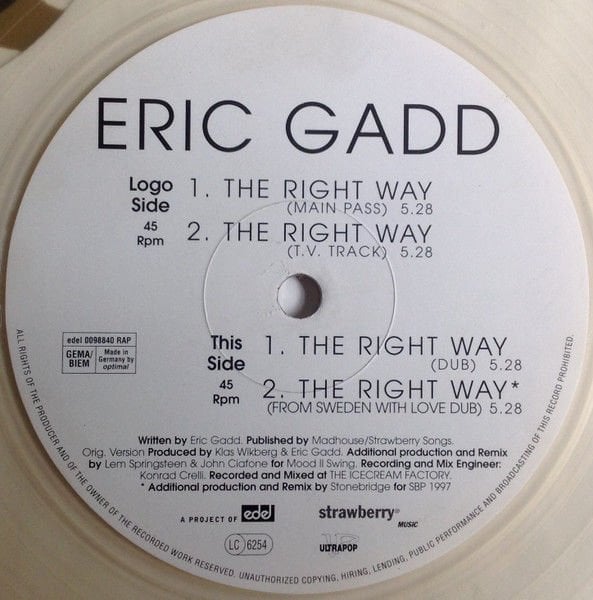 ERIC GADD
Logo Side
45 Rpm
1. THE RIGHT WAY
(MAIN PASS) 5.28
2. THE RIGHT WAY
(T.V. TRACK) 5.28
edel 0098840 RAP
GEMA/ BIEM
Made in Germany by optimal
This Side
45 Rpm
1. THE RIGHT WAY
(DUB) 5.28
2. THE RIGHT WAY*
(FROM SWEDEN WITH LOVE DUB) 5.28
Written by Eric Gadd. Published by Madhouse/Strawberry Songs.
Orig. Version Produced by Klas Wikberg & Eric Gadd. Additional production and Remix
by Lem Springsteen & John Ciafone for Mood II Swing. Recording and Mix Engineer:
Konrad Crelli. Recorded and Mixed at THE ICECREAM FACTORY.
* Additional production and Remix by Stonebridge for SBP 1997
A PROJECT OF edel
strawberry®
MUSIC
LC 6254
ULTRAPOP
ALL RIGHTS OF THE PRODUCER AND OF THE OWNER OF THE RECORDED WORK RESERVED. UNAUTHORIZED COPYING, HIRING, LENDING, PUBLIC PERFORMANCE AND BROADCASTING OF THIS RECORD PROHIBITED.